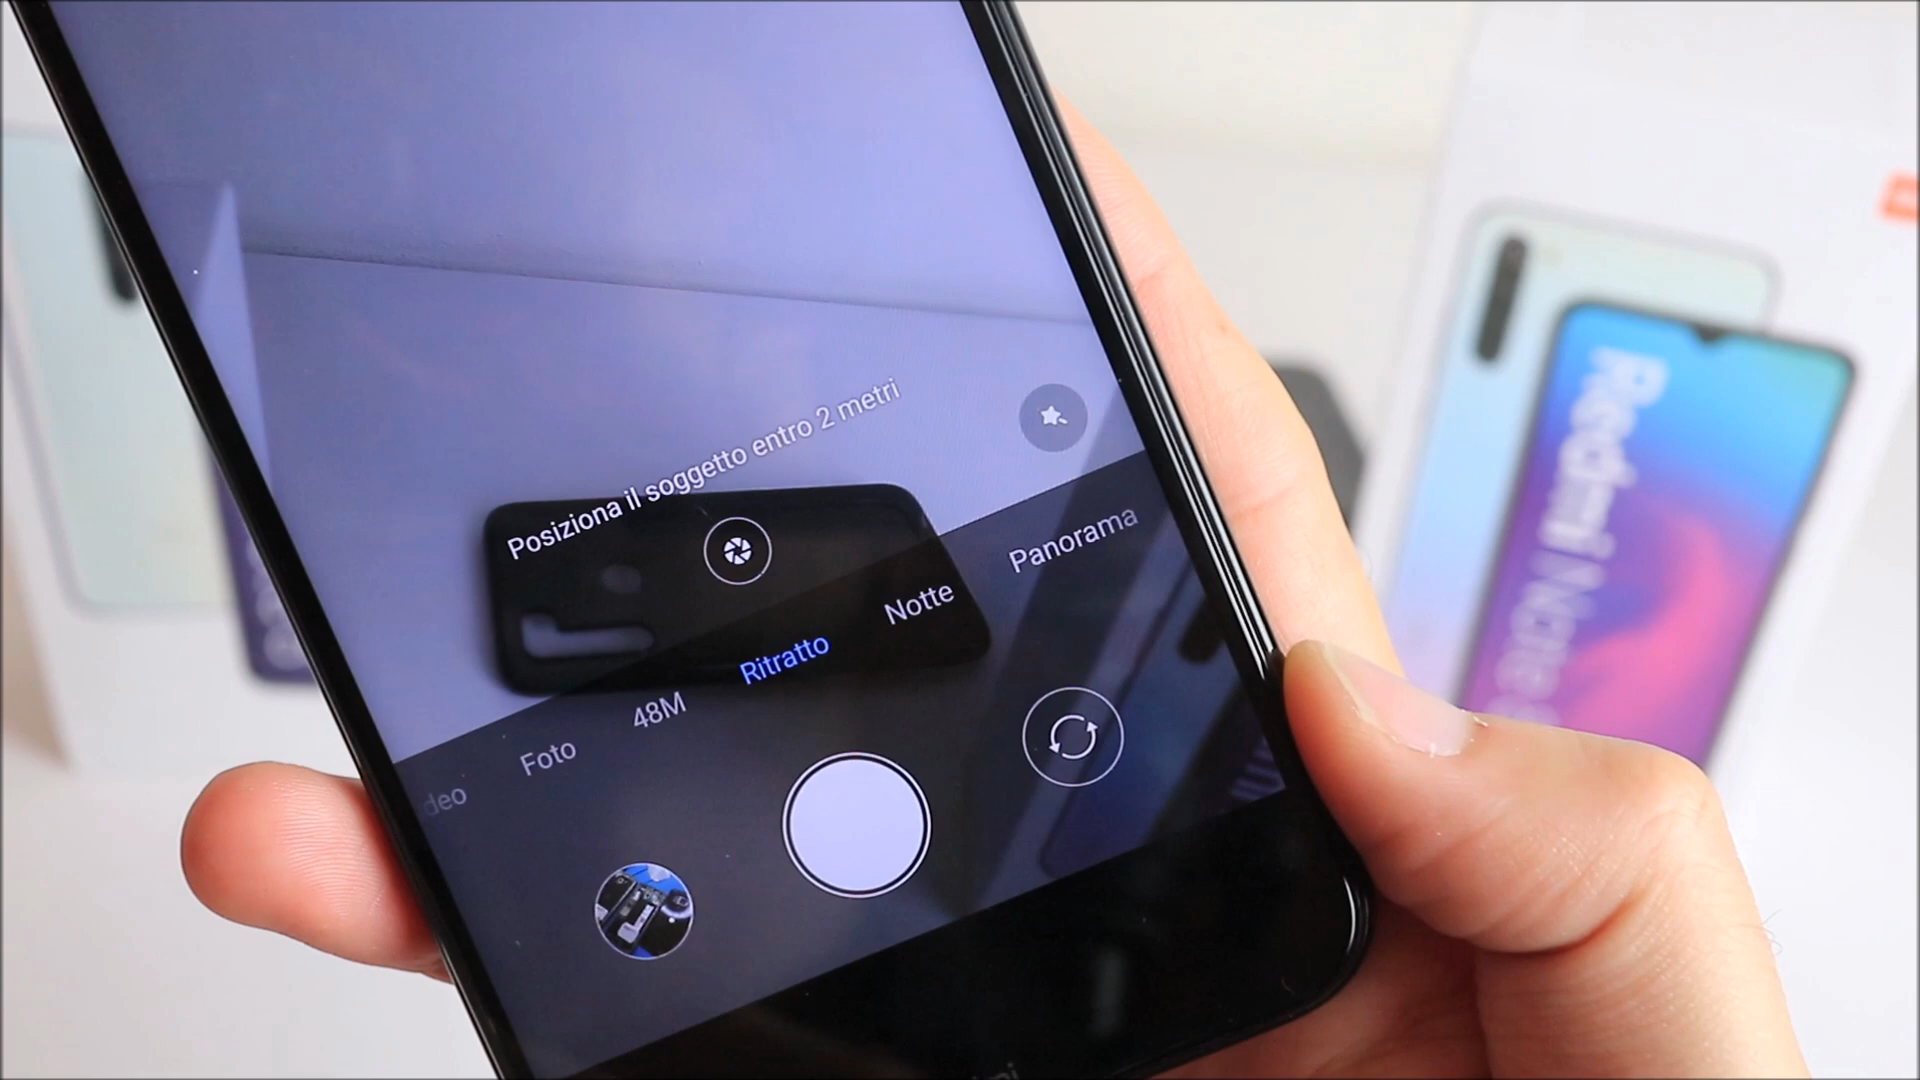 Posiziona il soggetto entro 2 metri
deo Foto 48M Ritratto Notte Panorama
Redmi Note 8